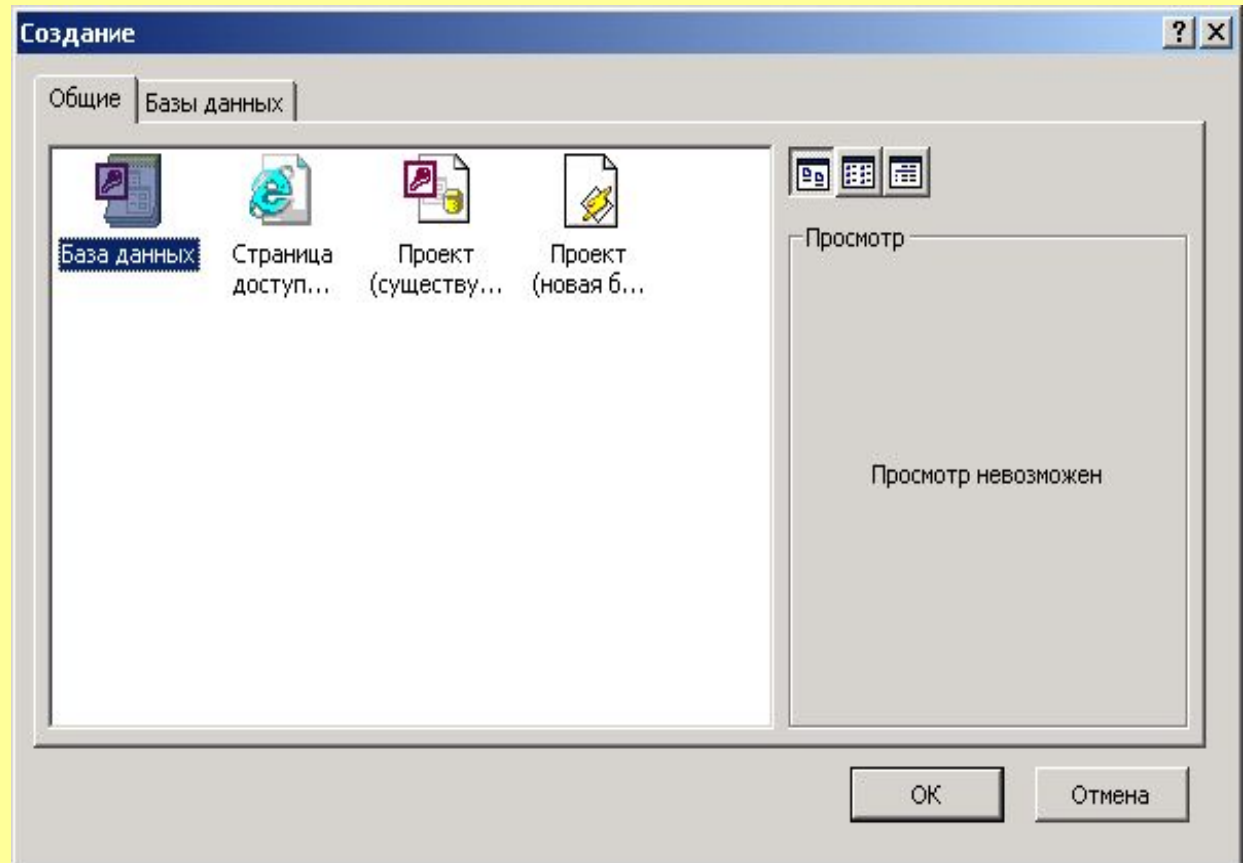 Создание
Общие
Базы данных
База данных
Страница
доступ...
Проект
(существу...
Проект
(новая б...
Просмотр
Просмотр невозможен
OK
Отмена